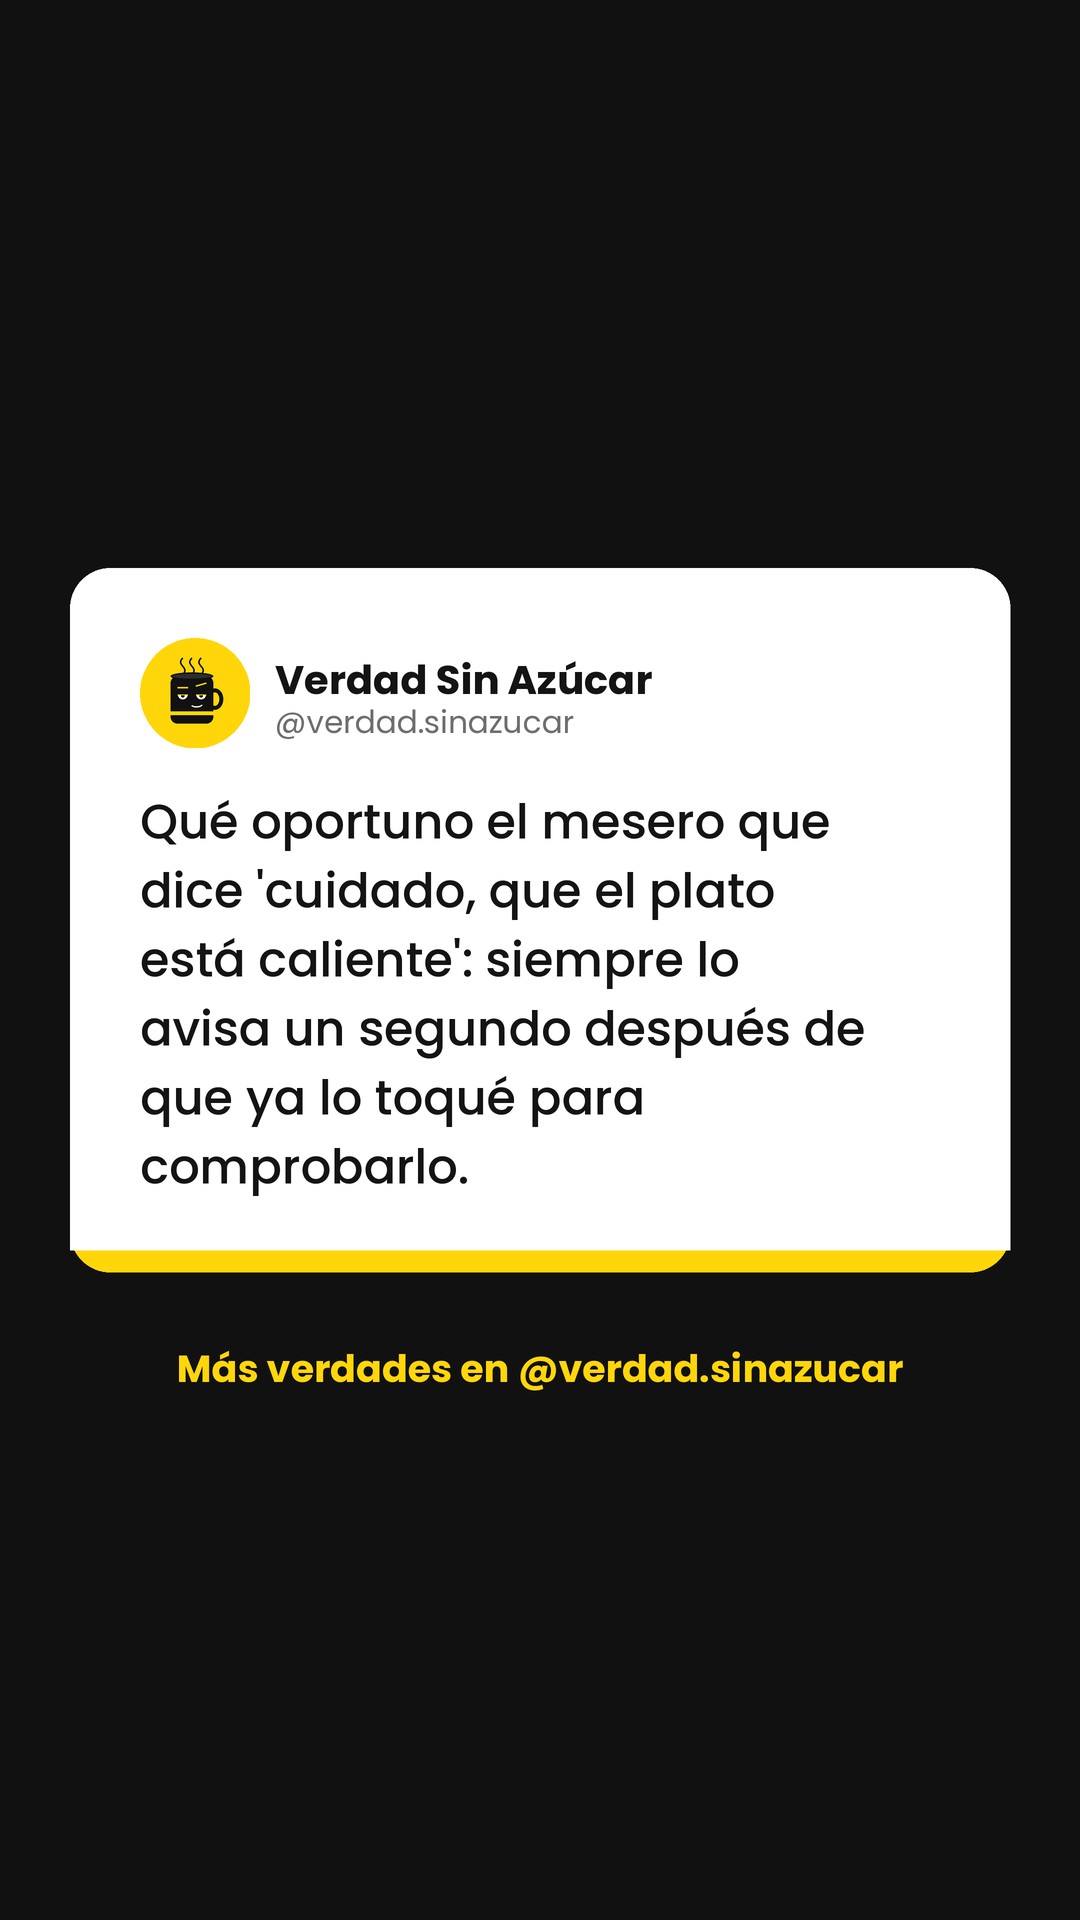 Verdad Sin Azúcar
@verdad.sinazucar
Qué oportuno el mesero que
dice 'cuidado, que el plato
está caliente': siempre lo
avisa un segundo después de
que ya lo toqué para
comprobarlo.
Más verdades en @verdad.sinazucar